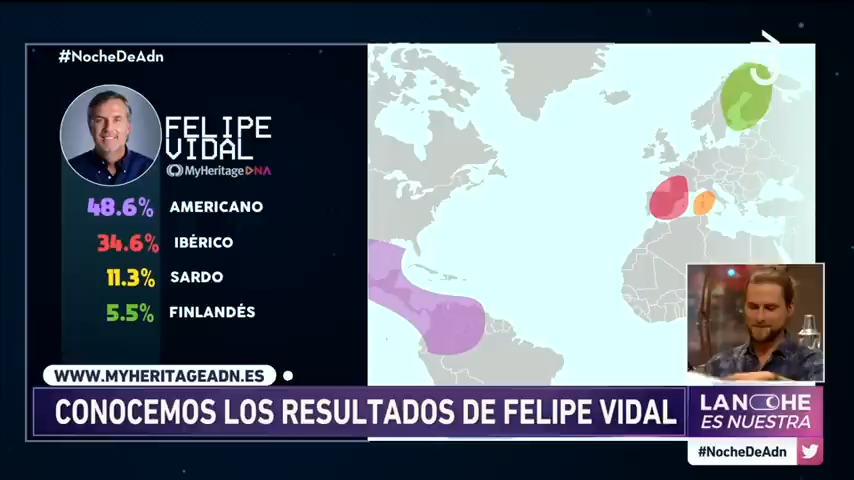 #NocheDeAdn
FELIPE
VIDAL
MyHeritage DNA
48.6% AMERICANO
34.6% IBÉRICO
11.3% SARDO
5.5% FINLANDÉS
WWW.MYHERITAGEADN.ES
CONOCEMOS LOS RESULTADOS DE FELIPE VIDAL
LA NOCHE
ES NUESTRA
#NocheDeAdn